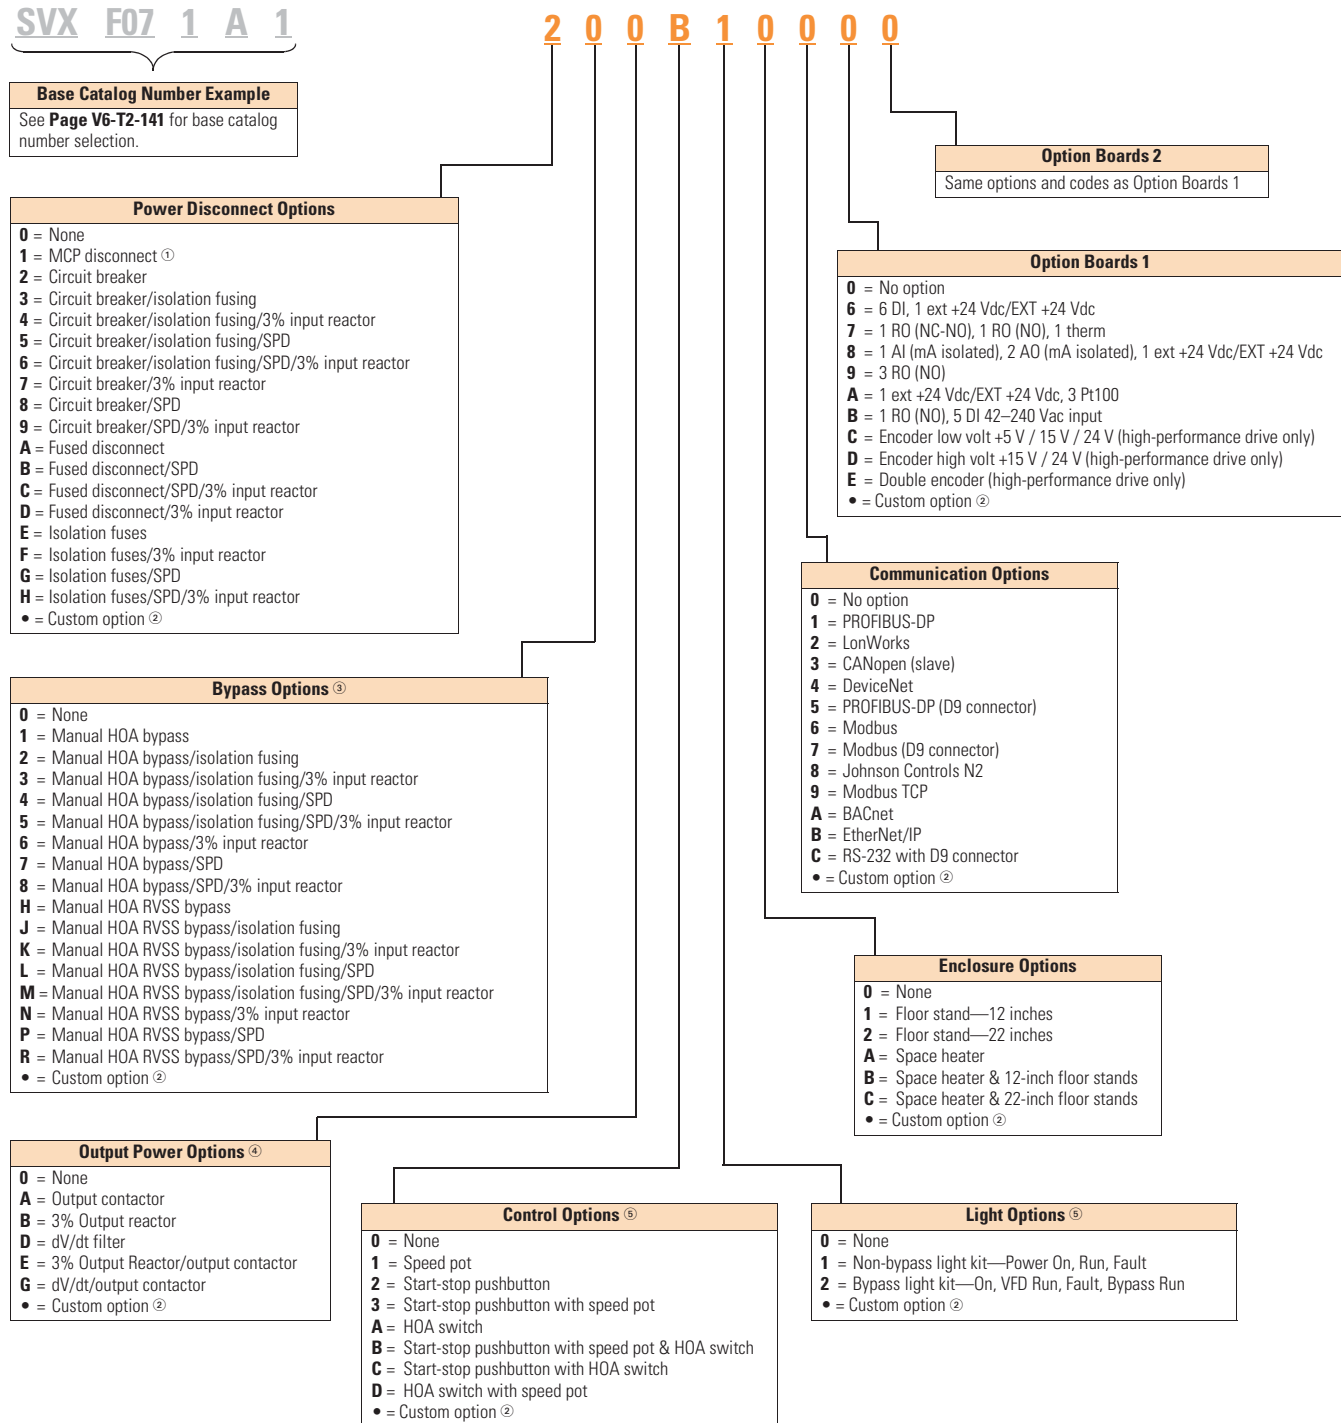 SVX F07 1 A 1 2 0 0 B 1 0 0 0 0
Base Catalog Number Example
See Page V6-T2-141 for base catalog
number selection.
Power Disconnect Options
0 = None
1 = MCP disconnect ①
2 = Circuit breaker
3 = Circuit breaker/isolation fusing
4 = Circuit breaker/isolation fusing/3% input reactor
5 = Circuit breaker/isolation fusing/SPD
6 = Circuit breaker/isolation fusing/SPD/3% input reactor
7 = Circuit breaker/3% input reactor
8 = Circuit breaker/SPD
9 = Circuit breaker/SPD/3% input reactor
A = Fused disconnect
B = Fused disconnect/SPD
C = Fused disconnect/SPD/3% input reactor
D = Fused disconnect/3% input reactor
E = Isolation fuses
F = Isolation fuses/3% input reactor
G = Isolation fuses/SPD
H = Isolation fuses/SPD/3% input reactor
• = Custom option ②
Bypass Options ③
0 = None
1 = Manual HOA bypass
2 = Manual HOA bypass/isolation fusing
3 = Manual HOA bypass/isolation fusing/3% input reactor
4 = Manual HOA bypass/isolation fusing/SPD
5 = Manual HOA bypass/isolation fusing/SPD/3% input reactor
6 = Manual HOA bypass/3% input reactor
7 = Manual HOA bypass/SPD
8 = Manual HOA bypass/SPD/3% input reactor
H = Manual HOA RVSS bypass
J = Manual HOA RVSS bypass/isolation fusing
K = Manual HOA RVSS bypass/isolation fusing/3% input reactor
L = Manual HOA RVSS bypass/isolation fusing/SPD
M = Manual HOA RVSS bypass/isolation fusing/SPD/3% input reactor
N = Manual HOA RVSS bypass/3% input reactor
P = Manual HOA RVSS bypass/SPD
R = Manual HOA RVSS bypass/SPD/3% input reactor
• = Custom option ②
Output Power Options ④
0 = None
A = Output contactor
B = 3% Output reactor
D = dV/dt filter
E = 3% Output Reactor/output contactor
G = dV/dt/output contactor
• = Custom option ②
Control Options ⑤
0 = None
1 = Speed pot
2 = Start-stop pushbutton
3 = Start-stop pushbutton with speed pot
A = HOA switch
B = Start-stop pushbutton with speed pot & HOA switch
C = Start-stop pushbutton with HOA switch
D = HOA switch with speed pot
• = Custom option ②
Light Options ⑤
0 = None
1 = Non-bypass light kit—Power On, Run, Fault
2 = Bypass light kit—On, VFD Run, Fault, Bypass Run
• = Custom option ②
Enclosure Options
0 = None
1 = Floor stand—12 inches
2 = Floor stand—22 inches
A = Space heater
B = Space heater & 12-inch floor stands
C = Space heater & 22-inch floor stands
• = Custom option ②
Communication Options
0 = No option
1 = PROFIBUS-DP
2 = LonWorks
3 = CANopen (slave)
4 = DeviceNet
5 = PROFIBUS-DP (D9 connector)
6 = Modbus
7 = Modbus (D9 connector)
8 = Johnson Controls N2
9 = Modbus TCP
A = BACnet
B = EtherNet/IP
C = RS-232 with D9 connector
• = Custom option ②
Option Boards 1
0 = No option
6 = 6 DI, 1 ext +24 Vdc/EXT +24 Vdc
7 = 1 RO (NC-NO), 1 RO (NO), 1 therm
8 = 1 AI (mA isolated), 2 AO (mA isolated), 1 ext +24 Vdc/EXT +24 Vdc
9 = 3 RO (NO)
A = 1 ext +24 Vdc/EXT +24 Vdc, 3 Pt100
B = 1 RO (NO), 5 DI 42–240 Vac input
C = Encoder low volt +5 V / 15 V / 24 V (high-performance drive only)
D = Encoder high volt +15 V / 24 V (high-performance drive only)
E = Double encoder (high-performance drive only)
• = Custom option ②
Option Boards 2
Same options and codes as Option Boards 1